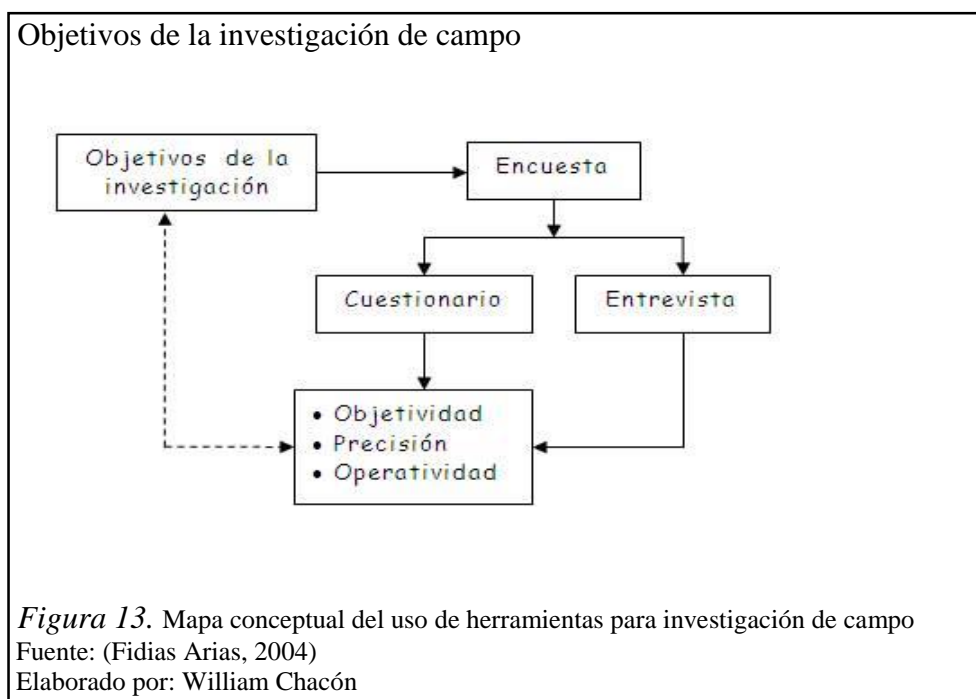 Objetivos de la investigación de campo
Objetivos de la
investigación
Encuesta
Cuestionario
Entrevista
• Objetividad
• Precisión
• Operatividad
Figura 13. Mapa conceptual del uso de herramientas para investigación de campo
Fuente: (Fidias Arias, 2004)
Elaborado por: William Chacón